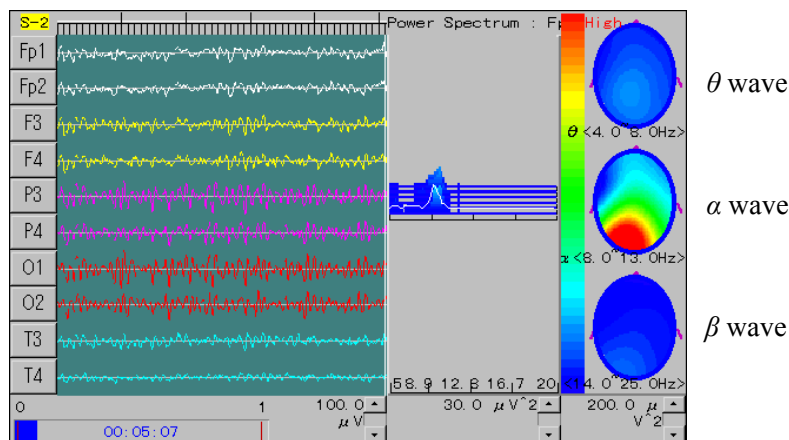 S-2
Power Spectrum : Fp
High
Fp1
Fp2
F3
F4
P3
P4
O1
O2
T3
T4
θ wave
θ <4.0~8.0Hz>
α wave
α <8.0~13.0Hz>
β wave
<14.0~25.0Hz>
58.9 12.8 16.7 20
0 1 100.0 μV
30.0 μV^2
200.0 μV^2
00:05:07